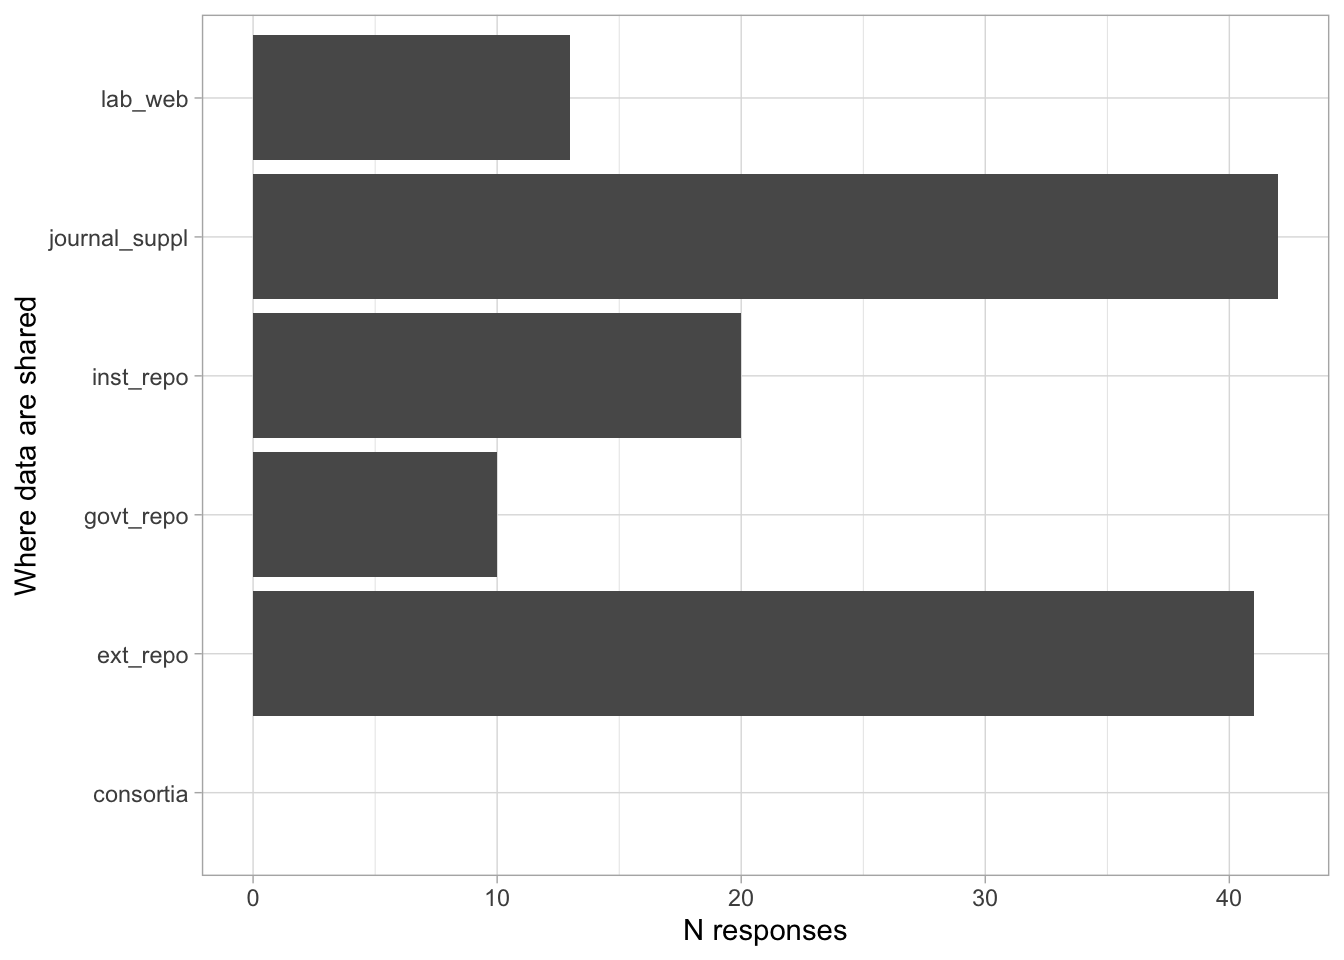 Where data are shared
lab_web
journal_suppl
inst_repo
govt_repo
ext_repo
consortia
0 10 20 30 40
N responses